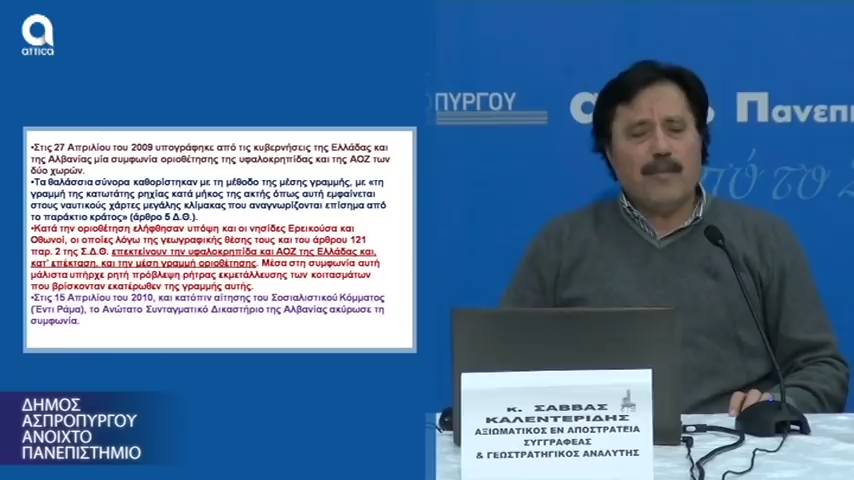 attica
•Στις 27 Απριλίου του 2009 υπογράφηκε από τις κυβερνήσεις της Ελλάδας και
της Αλβανίας μία συμφωνία οριοθέτησης της υφαλοκρηπίδας και της ΑΟΖ των
δύο χωρών.
•Τα θαλάσσια σύνορα καθορίστηκαν με τη μέθοδο της μέσης γραμμής, με «τη
γραμμή της κατωτάτης ρηχίας κατά μήκος της ακτής όπως αυτή εμφαίνεται
στους ναυτικούς χάρτες μεγάλης κλίμακας που αναγνωρίζονται επίσημα από
το παράκτιο κράτος» (άρθρο 5 Δ.Θ.).
•Κατά την οριοθέτηση ελήφθησαν υπόψη και οι νησίδες Ερεικούσα και
Οθωνοί, οι οποίες λόγω της γεωγραφικής θέσης τους και του άρθρου 121
παρ. 2 της Σ.Δ.Θ. επεκτείνουν την υφαλοκρηπίδα και ΑΟΖ της Ελλάδας και,
κατ' επέκταση, και την μέση γραμμή οριοθέτησης. Μέσα στη συμφωνία αυτή
μάλιστα υπήρχε ρητή πρόβλεψη ρήτρας εκμετάλλευσης των κοιτασμάτων
που βρίσκονταν εκατέρωθεν της γραμμής αυτής.
•Στις 15 Απριλίου του 2010, και κατόπιν αίτησης του Σοσιαλιστικού Κόμματος
(Έντι Ράμα), το Ανώτατο Συνταγματικό Δικαστήριο της Αλβανίας ακύρωσε τη
συμφωνία.
ΔΗΜΟΣ
ΑΣΠΡΟΠΥΡΓΟΥ
ΑΝΟΙΧΤΟ
ΠΑΝΕΠΙΣΤΗΜΙΟ
ΠΥΡΓΟΥ
Πανεπ
πό το
κ. ΣΑΒΒΑΣ
ΚΑΛΕΝΤΕΡΙΔΗΣ
ΑΞΙΩΜΑΤΙΚΟΣ ΕΝ ΑΠΟΣΤΡΑΤΕΙΑ
ΣΥΓΓΡΑΦΕΑΣ
& ΓΕΩΣΤΡΑΤΗΓΙΚΟΣ ΑΝΑΛΥΤΗΣ